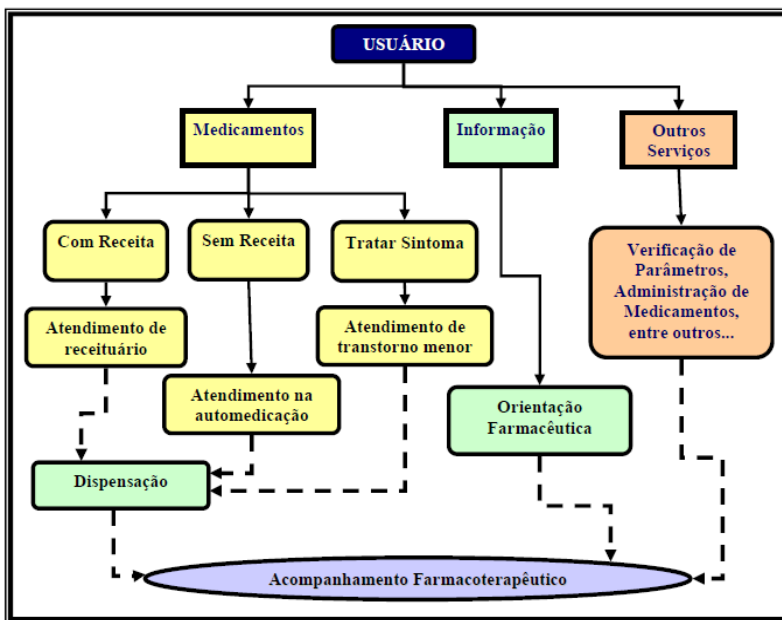 USUÁRIO
Medicamentos
Informação
Outros
Serviços
Com Receita
Sem Receita
Tratar Sintoma
Verificação de
Parâmetros,
Administração de
Medicamentos,
entre outros...
Atendimento de
receituário
Atendimento de
transtorno menor
Atendimento na
automedicação
Orientação
Farmacêutica
Dispensação
Acompanhamento Farmacoterapêutico